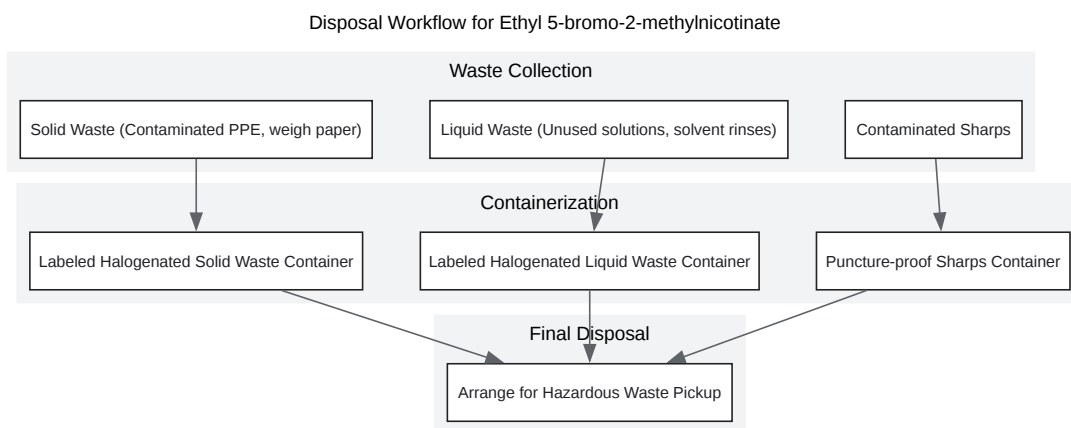 Disposal Workflow for Ethyl 5-bromo-2-methylnicotinate
Waste Collection
Solid Waste (Contaminated PPE, weigh paper)
Liquid Waste (Unused solutions, solvent rinses)
Contaminated Sharps
Containerization
Labeled Halogenated Solid Waste Container
Labeled Halogenated Liquid Waste Container
Puncture-proof Sharps Container
Final Disposal
Arrange for Hazardous Waste Pickup